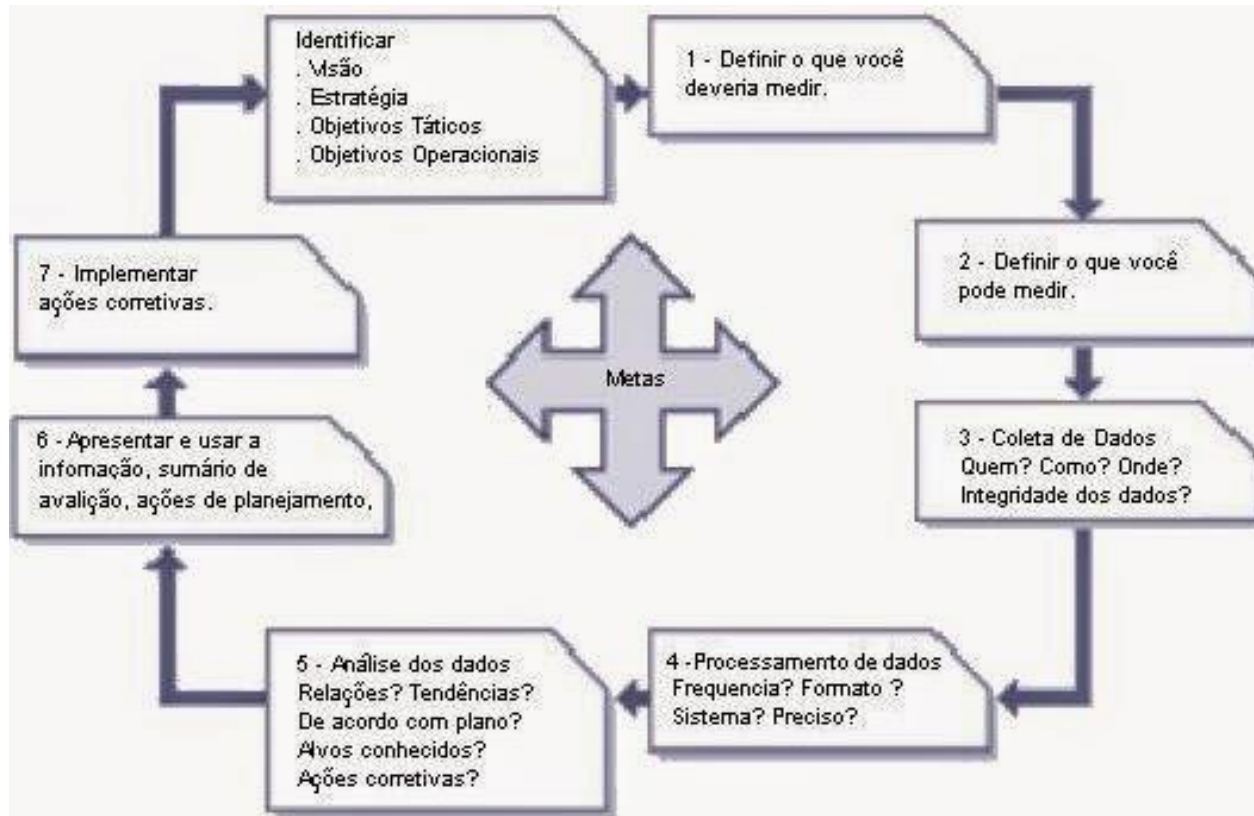 Identificar
. Visão
. Estratégia
. Objetivos Táticos
. Objetivos Operacionais
1 - Definir o que você
deveria medir.
2 - Definir o que você
pode medir.
3 - Coleta de Dados
Quem? Como? Onde?
Integridade dos dados?
4 -Processamento de dados
Frequencia? Formato ?
Sistema? Preciso?
5 - Análise dos dados
Relações? Tendências?
De acordo com plano?
Alvos conhecidos?
Ações corretivas?
6 - Apresentar e usar a
infomação, sumário de
avalição, ações de planejamento,
7 - Implementar
ações corretivas.
Metas